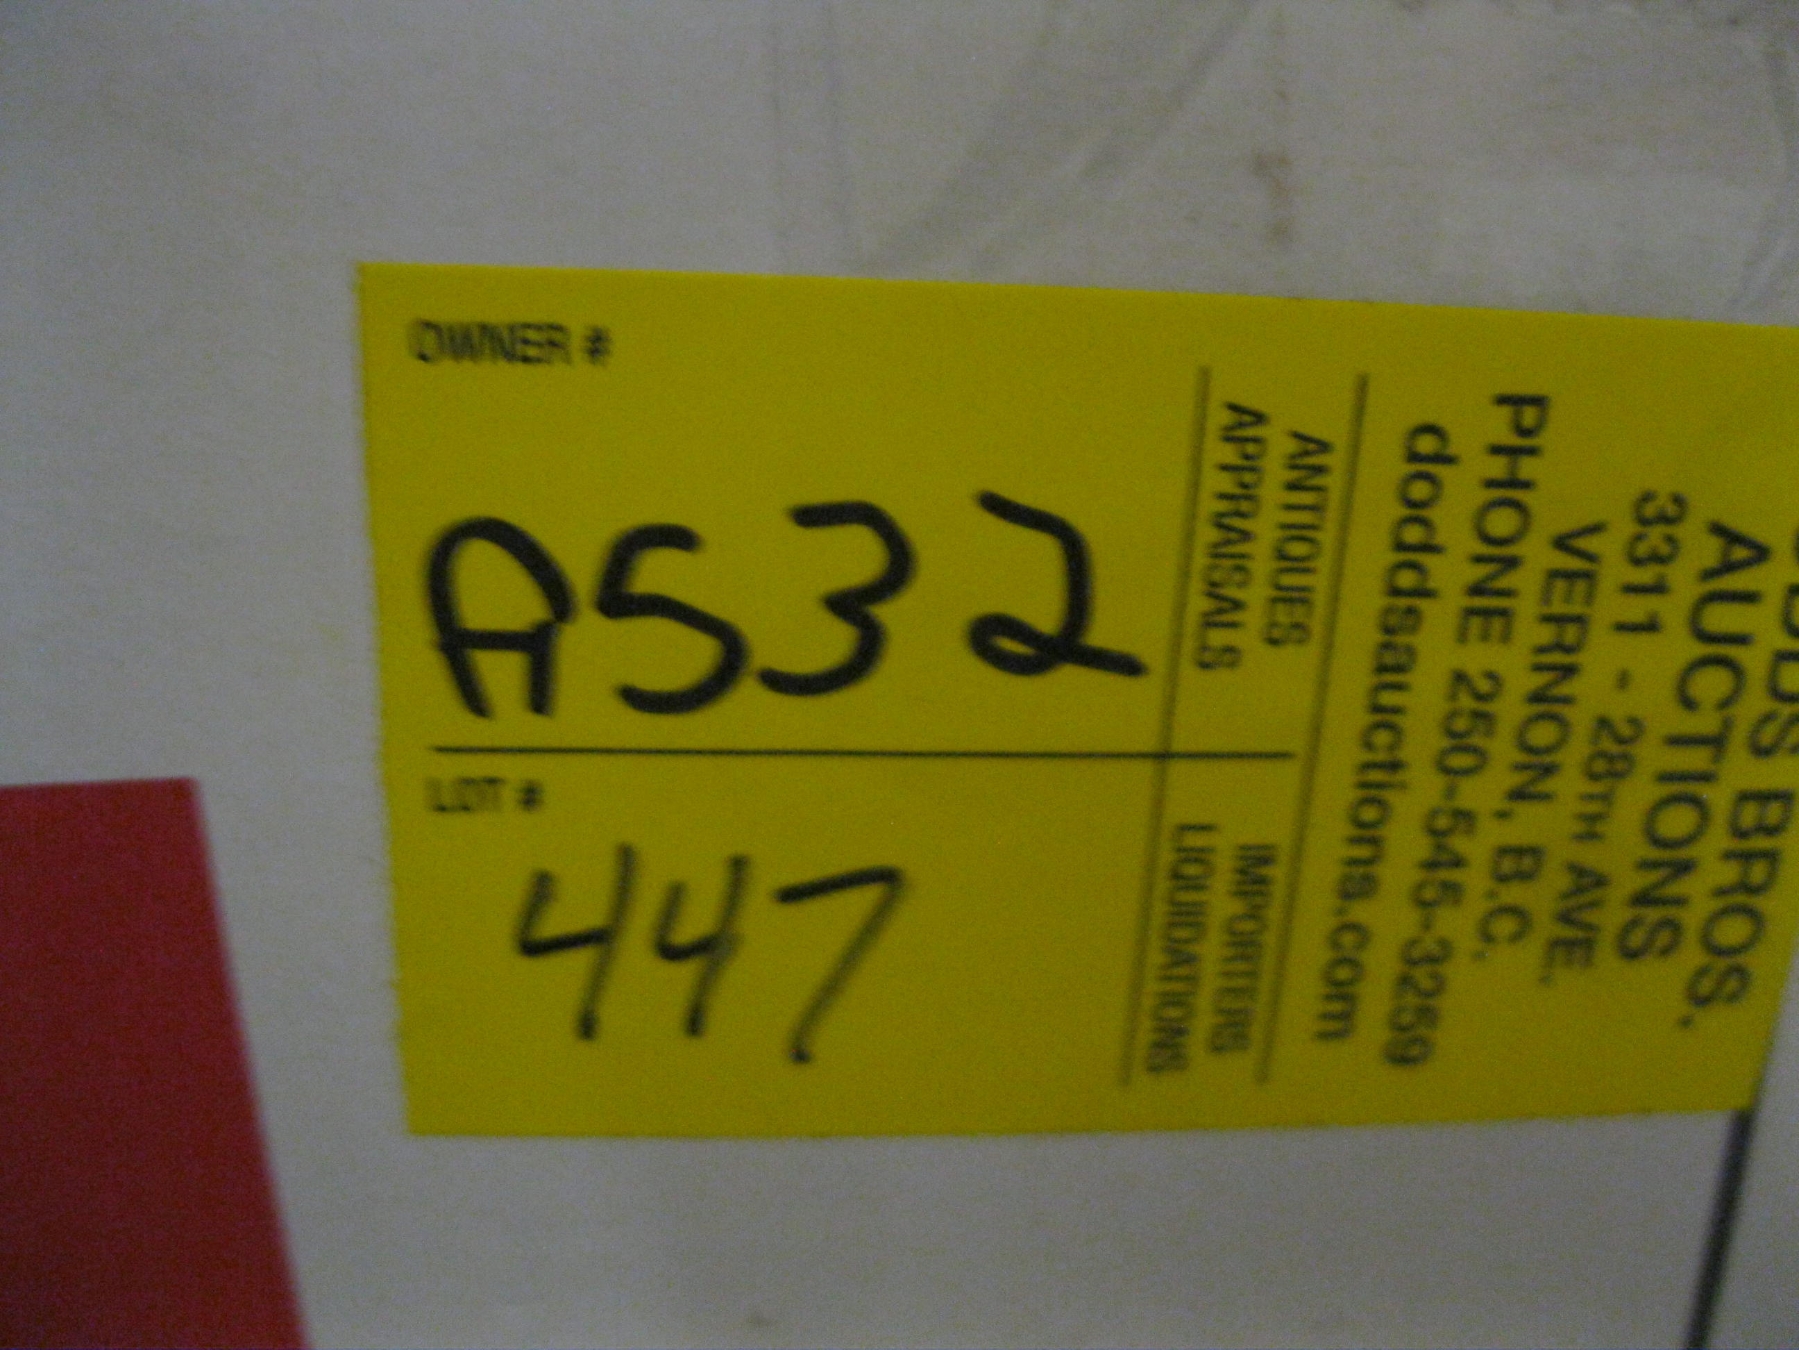 OWNER #
A532
LOT #
447
BROS.
AUCTIONS
3311 - 28TH AVE.
VERNON, B.C.
PHONE 250-545-3259
doddsauctions.com
ANTIQUES
APPRAISALS
IMPORTERS
LIQUIDATIONS